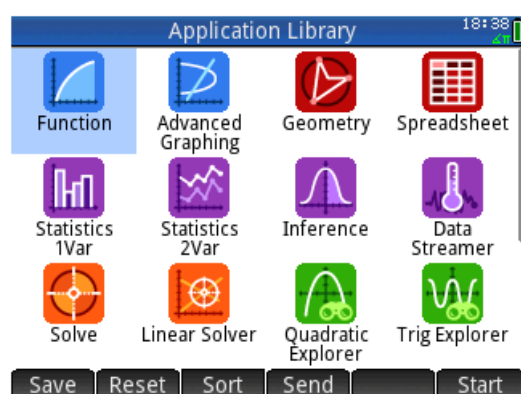 Application Library
18:38
∡π
Function
Advanced
Graphing
Geometry
Spreadsheet
Statistics
1Var
Statistics
2Var
Inference
Data
Streamer
Solve
Linear Solver
Quadratic
Explorer
Trig Explorer
Save Reset Sort Send Start